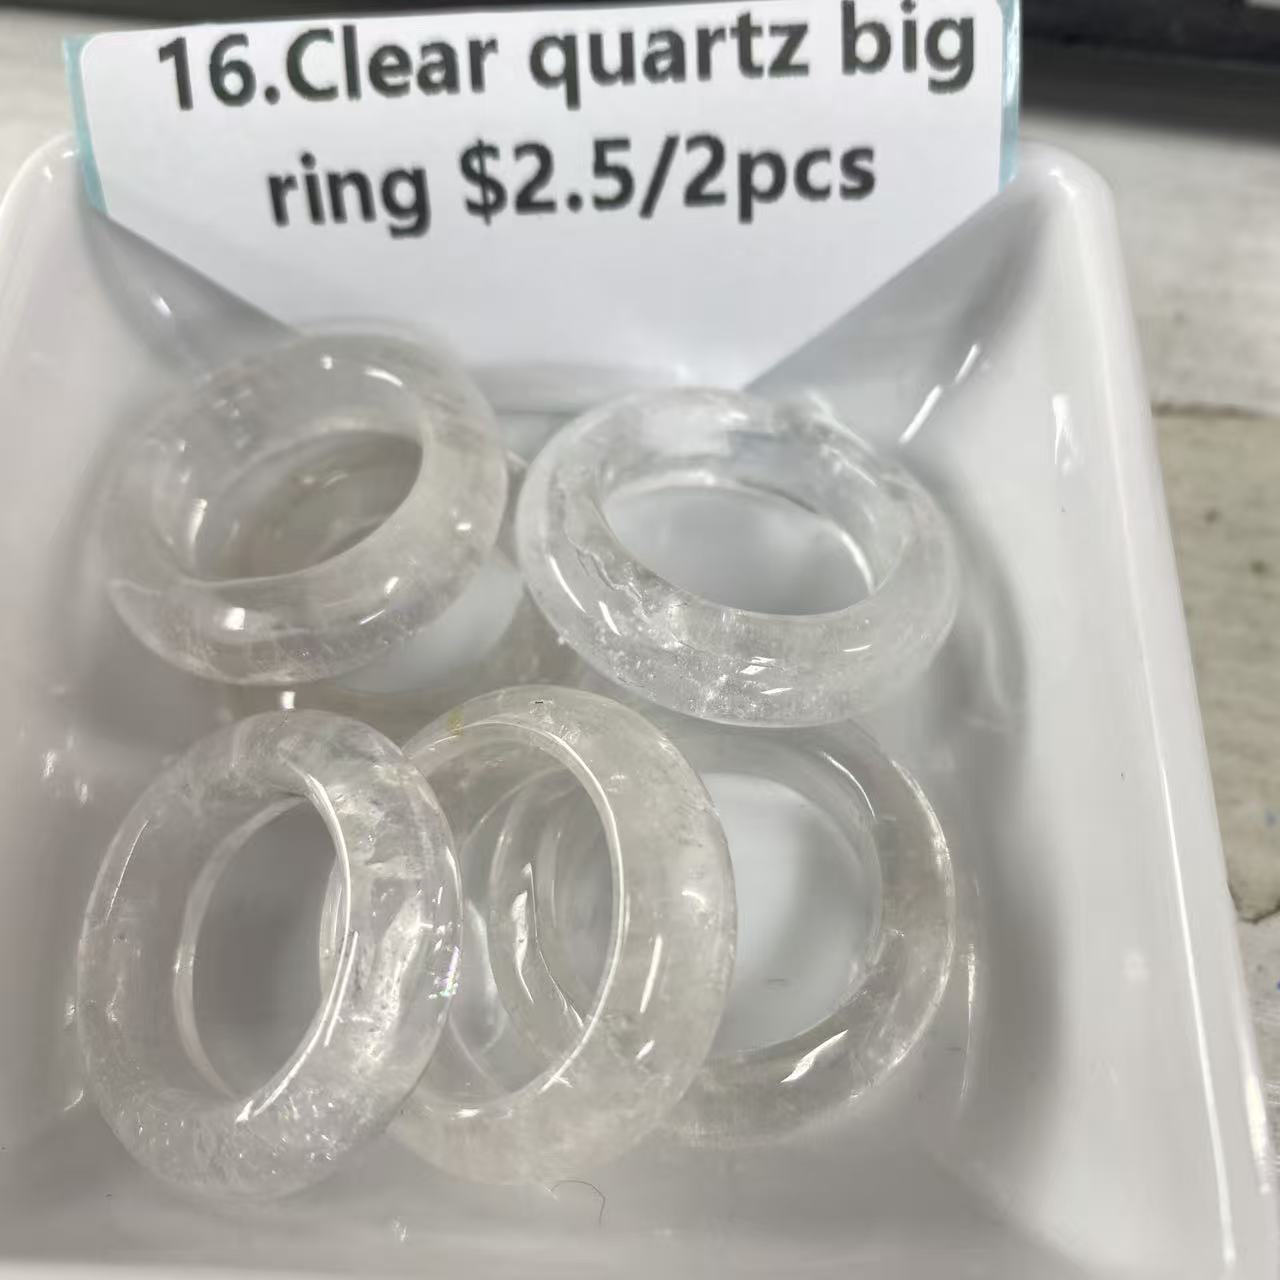 16.Clear quartz big
ring $2.5/2pcs